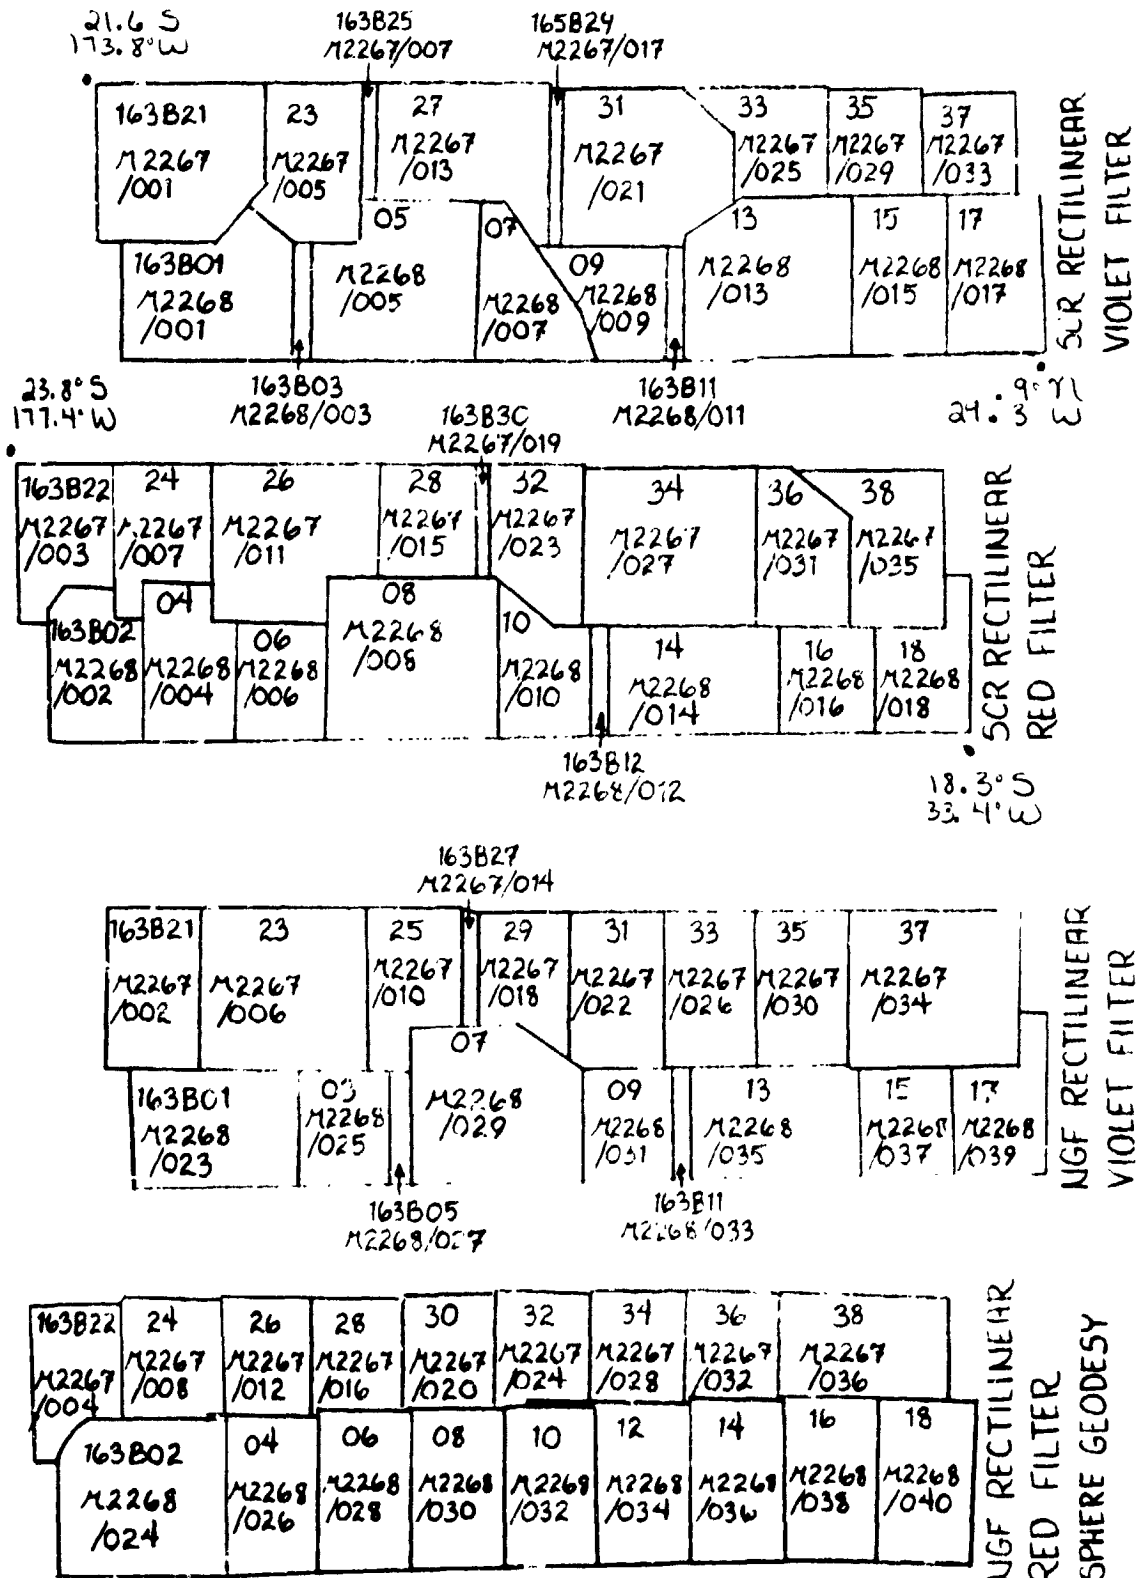 21.6 S
173.8°W
163B25
M2267/007
165B24
M2267/017
163B21
M2267
/001
23
M2267
/005
27
M2267
/013
31
M2267
/021
33
M2267
/025
35
M2267
/029
37
M2267
/033
163B01
M2268
/001
05
M2268
/005
07
M2268
/007
09
M2268
/009
13
M2268
/013
15
M2268
/015
17
M2268
/017
SCR RECTILINEAR
VIOLET FILTER
163B03
M2268/003
163B11
M2268/011
23.8° S
177.4° W
163B30
M2267/019
163B22
M2267
/003
24
M2267
/007
26
M2267
/011
28
M2267
/015
32
M2267
/023
34
M2267
/027
36
M2267
/031
38
M2267
/035
163B02
M2268
/002
04
M2268
/004
06
M2268
/006
08
M2268
/008
10
M2268
/010
14
M2268
/014
16
M2268
/016
18
M2268
/018
SCR RECTILINEAR
RED FILTER
163B12
M2268/012
18.3° S
33.4° W
163B27
M2267/014
163B21
M2267
/002
23
M2267
/006
25
M2267
/010
29
M2267
/018
31
M2267
/022
33
M2267
/026
35
M2267
/030
37
M2267
/034
163B01
M2268
/023
03
M2268
/025
07
M2268
/029
09
M2268
/031
13
M2268
/035
15
M2268
/037
17
M2268
/039
NGF RECTILINEAR
VIOLET FILTER
163B05
M2268/027
163B11
M2268/033
163B22
M2267
/004
24
M2267
/008
26
M2267
/012
28
M2267
/016
30
M2267
/020
32
M2267
/024
34
M2267
/028
36
M2267
/032
38
M2267
/036
163B02
M2268
/024
04
M2268
/026
06
M2268
/028
08
M2268
/030
10
M2268
/032
12
M2268
/034
14
M2268
/036
16
M2268
/038
18
M2268
/040
NGF RECTILINEAR
RED FILTER
SPHERE GEODESY